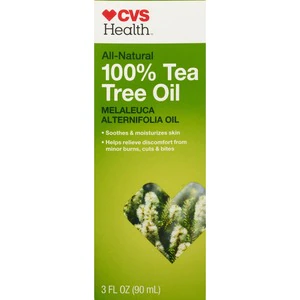 CVS
Health
All-Natural
100% Tea
Tree Oil
MELALEUCA
ALTERNIFOLIA OIL
• Soothes & moisturizes skin
• Helps relieve discomfort from
minor burns, cuts & bites
3 FL OZ (90 mL)